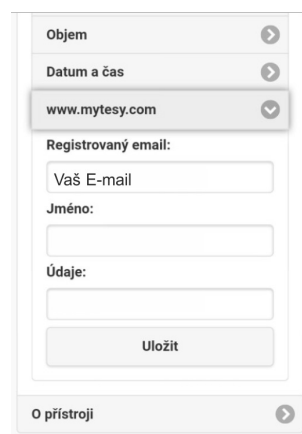 Objem
Datum a čas
www.mytesy.com
Registrovaný email:
Vaš E-mail
Jméno:
Údaje:
Uložit
O přístroji